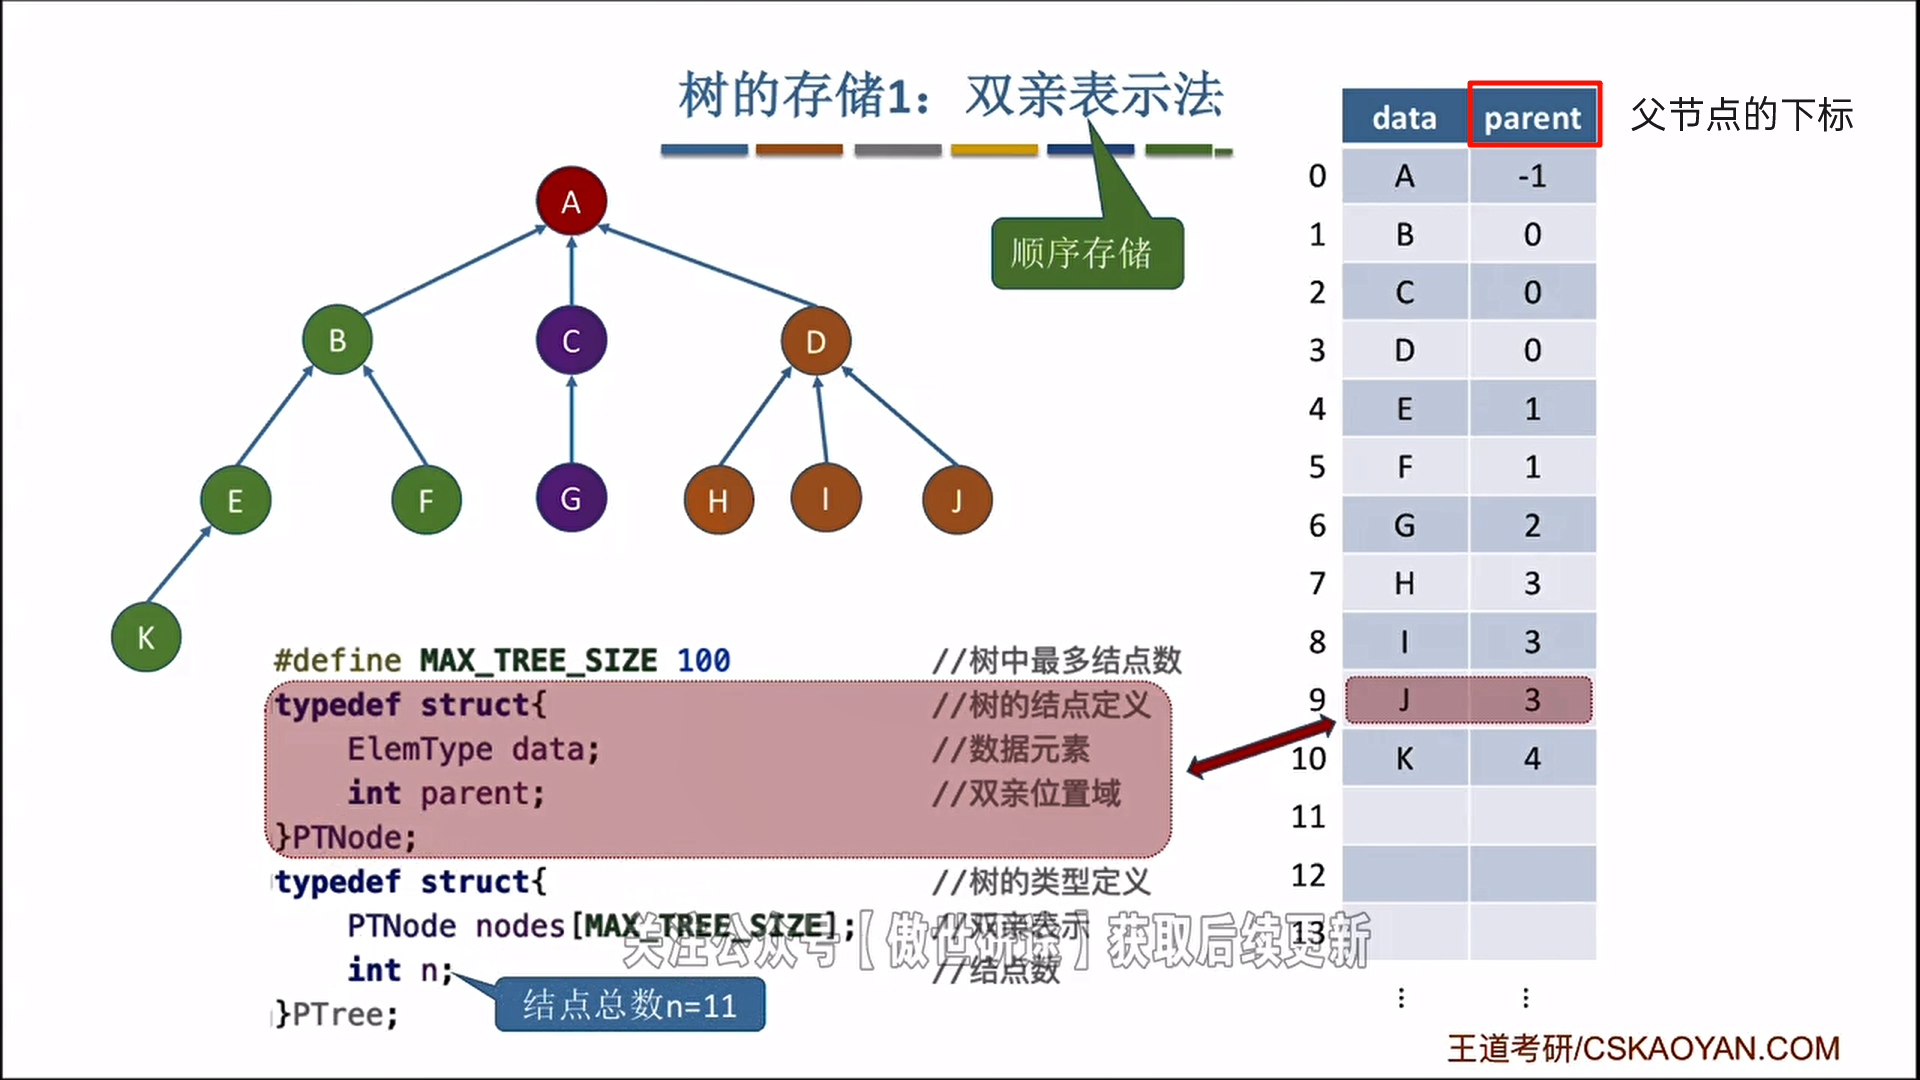 树的存储1：双亲表示法
顺序存储
A
B
C
D
E
F
G
H
I
J
K
data parent 父节点的下标
0 A -1
1 B 0
2 C 0
3 D 0
4 E 1
5 F 1
6 G 2
7 H 3
8 I 3
9 J 3
10 K 4
11
12
13
⋮ ⋮
#define MAX_TREE_SIZE 100 //树中最多结点数
typedef struct{ //树的结点定义
ElemType data; //数据元素
int parent; //双亲位置域
}PTNode;
typedef struct{ //树的类型定义
PTNode nodes[MAX_TREE_SIZE]; //双亲表示
int n; //结点数
}PTree;
结点总数n=11
关注公众号【傲世研途】获取后续更新
王道考研/CSKAOYAN.COM